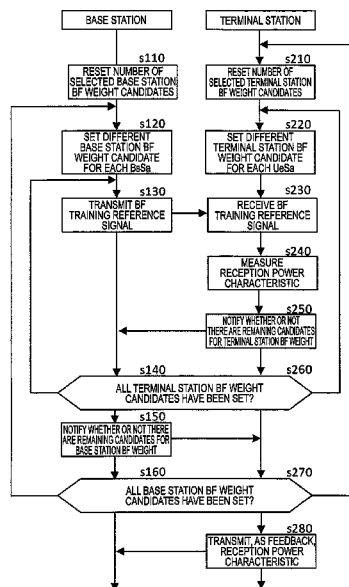 BASE STATION
TERMINAL STATION
s110
RESET NUMBER OF
SELECTED BASE STATION
BF WEIGHT CANDIDATES
s210
RESET NUMBER OF
SELECTED TERMINAL STATION
BF WEIGHT CANDIDATES
s120
SET DIFFERENT
BASE STATION BF
WEIGHT CANDIDATE
FOR EACH BsSa
s220
SET DIFFERENT
TERMINAL STATION
BF WEIGHT CANDIDATE
FOR EACH UeSa
s130
TRANSMIT BF
TRAINING REFERENCE
SIGNAL
s230
RECEIVE BF
TRAINING REFERENCE
SIGNAL
s240
MEASURE
RECEPTION POWER
CHARACTERISTIC
s250
NOTIFY WHETHER OR NOT
THERE ARE REMAINING CANDIDATES
FOR TERMINAL STATION BF WEIGHT
s140
s260
ALL TERMINAL STATION BF WEIGHT
CANDIDATES HAVE BEEN SET?
s150
NOTIFY WHETHER OR NOT THERE
ARE REMAINING CANDIDATES FOR
BASE STATION BF WEIGHT
s160
s270
ALL BASE STATION BF WEIGHT
CANDIDATES HAVE BEEN SET?
s280
TRANSMIT, AS FEEDBACK,
RECEPTION POWER
CHARACTERISTIC